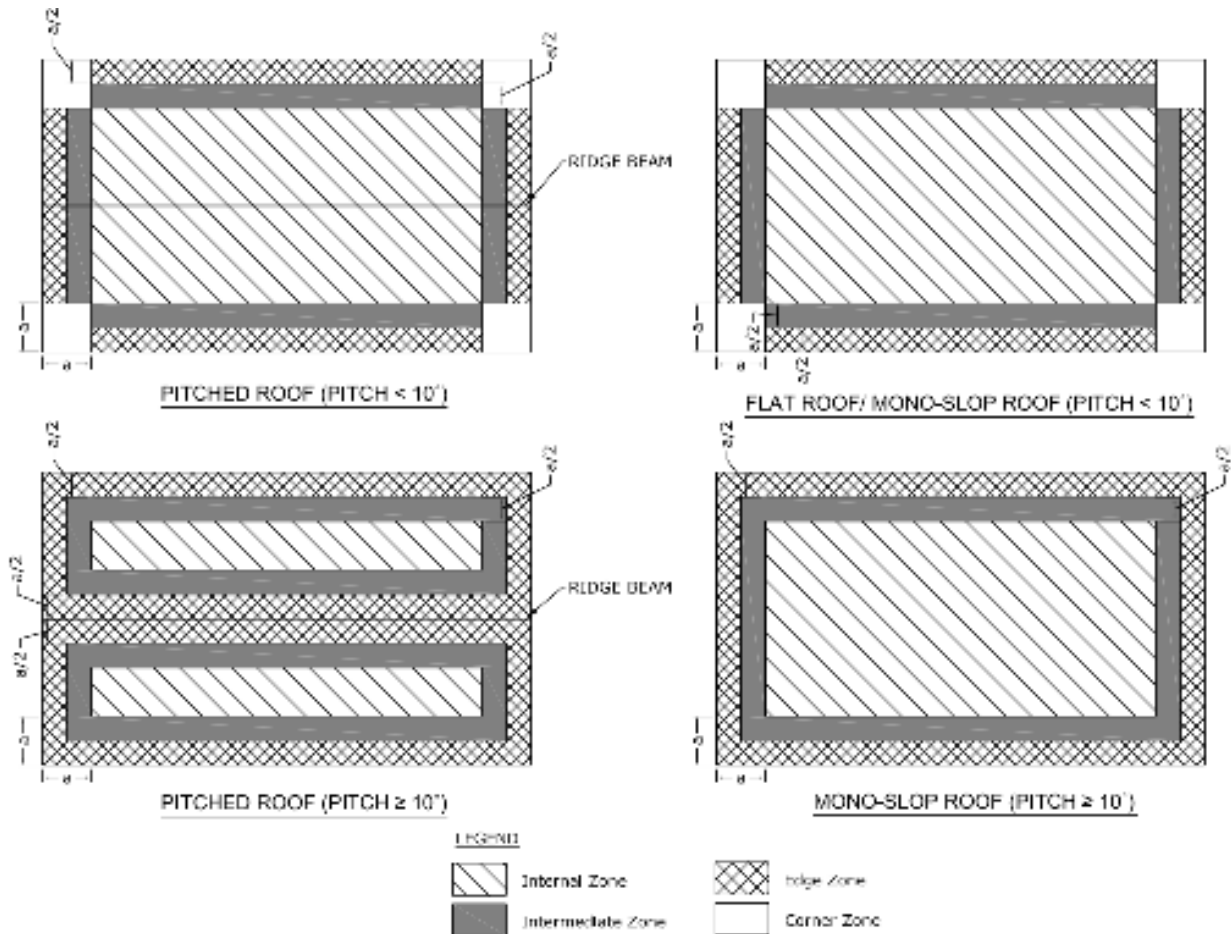 a/2
a/2
RIDGE BEAM
a
a
PITCHED ROOF (PITCH < 10°)
a
a/2
a
a/2
FLAT ROOF/ MONO-SLOP ROOF (PITCH < 10°)
a/2
a/2
a/2
a/2
RIDGE BEAM
a
a
PITCHED ROOF (PITCH ≥ 10°)
a/2
a/2
a
a
MONO-SLOP ROOF (PITCH ≥ 10°)
LEGEND
Internal Zone
Edge Zone
Intermediate Zone
Corner Zone